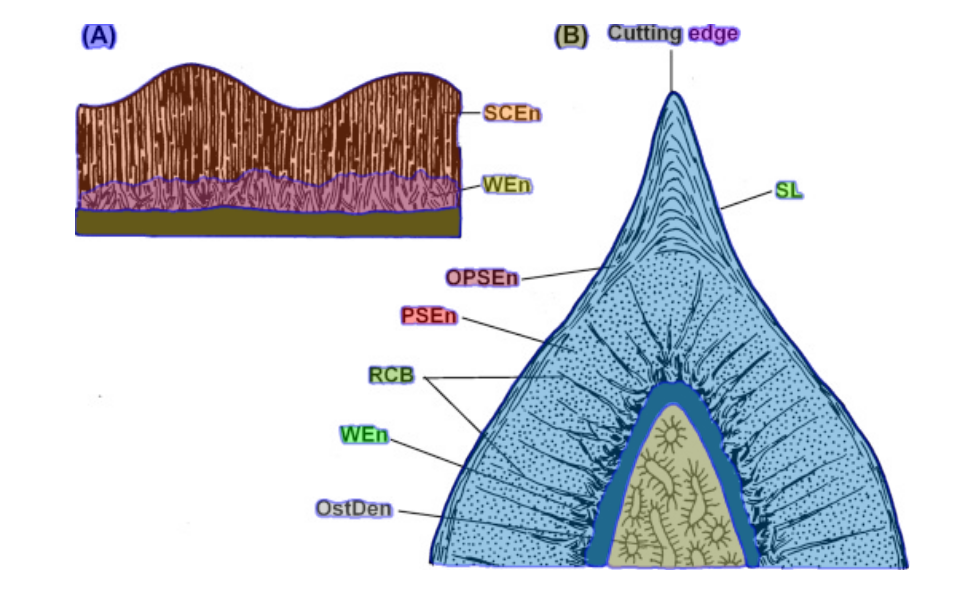 (A)
(B)
Cutting edge
SCEn
WEn
SL
OPSEn
PSEn
RCB
WEn
OstDen